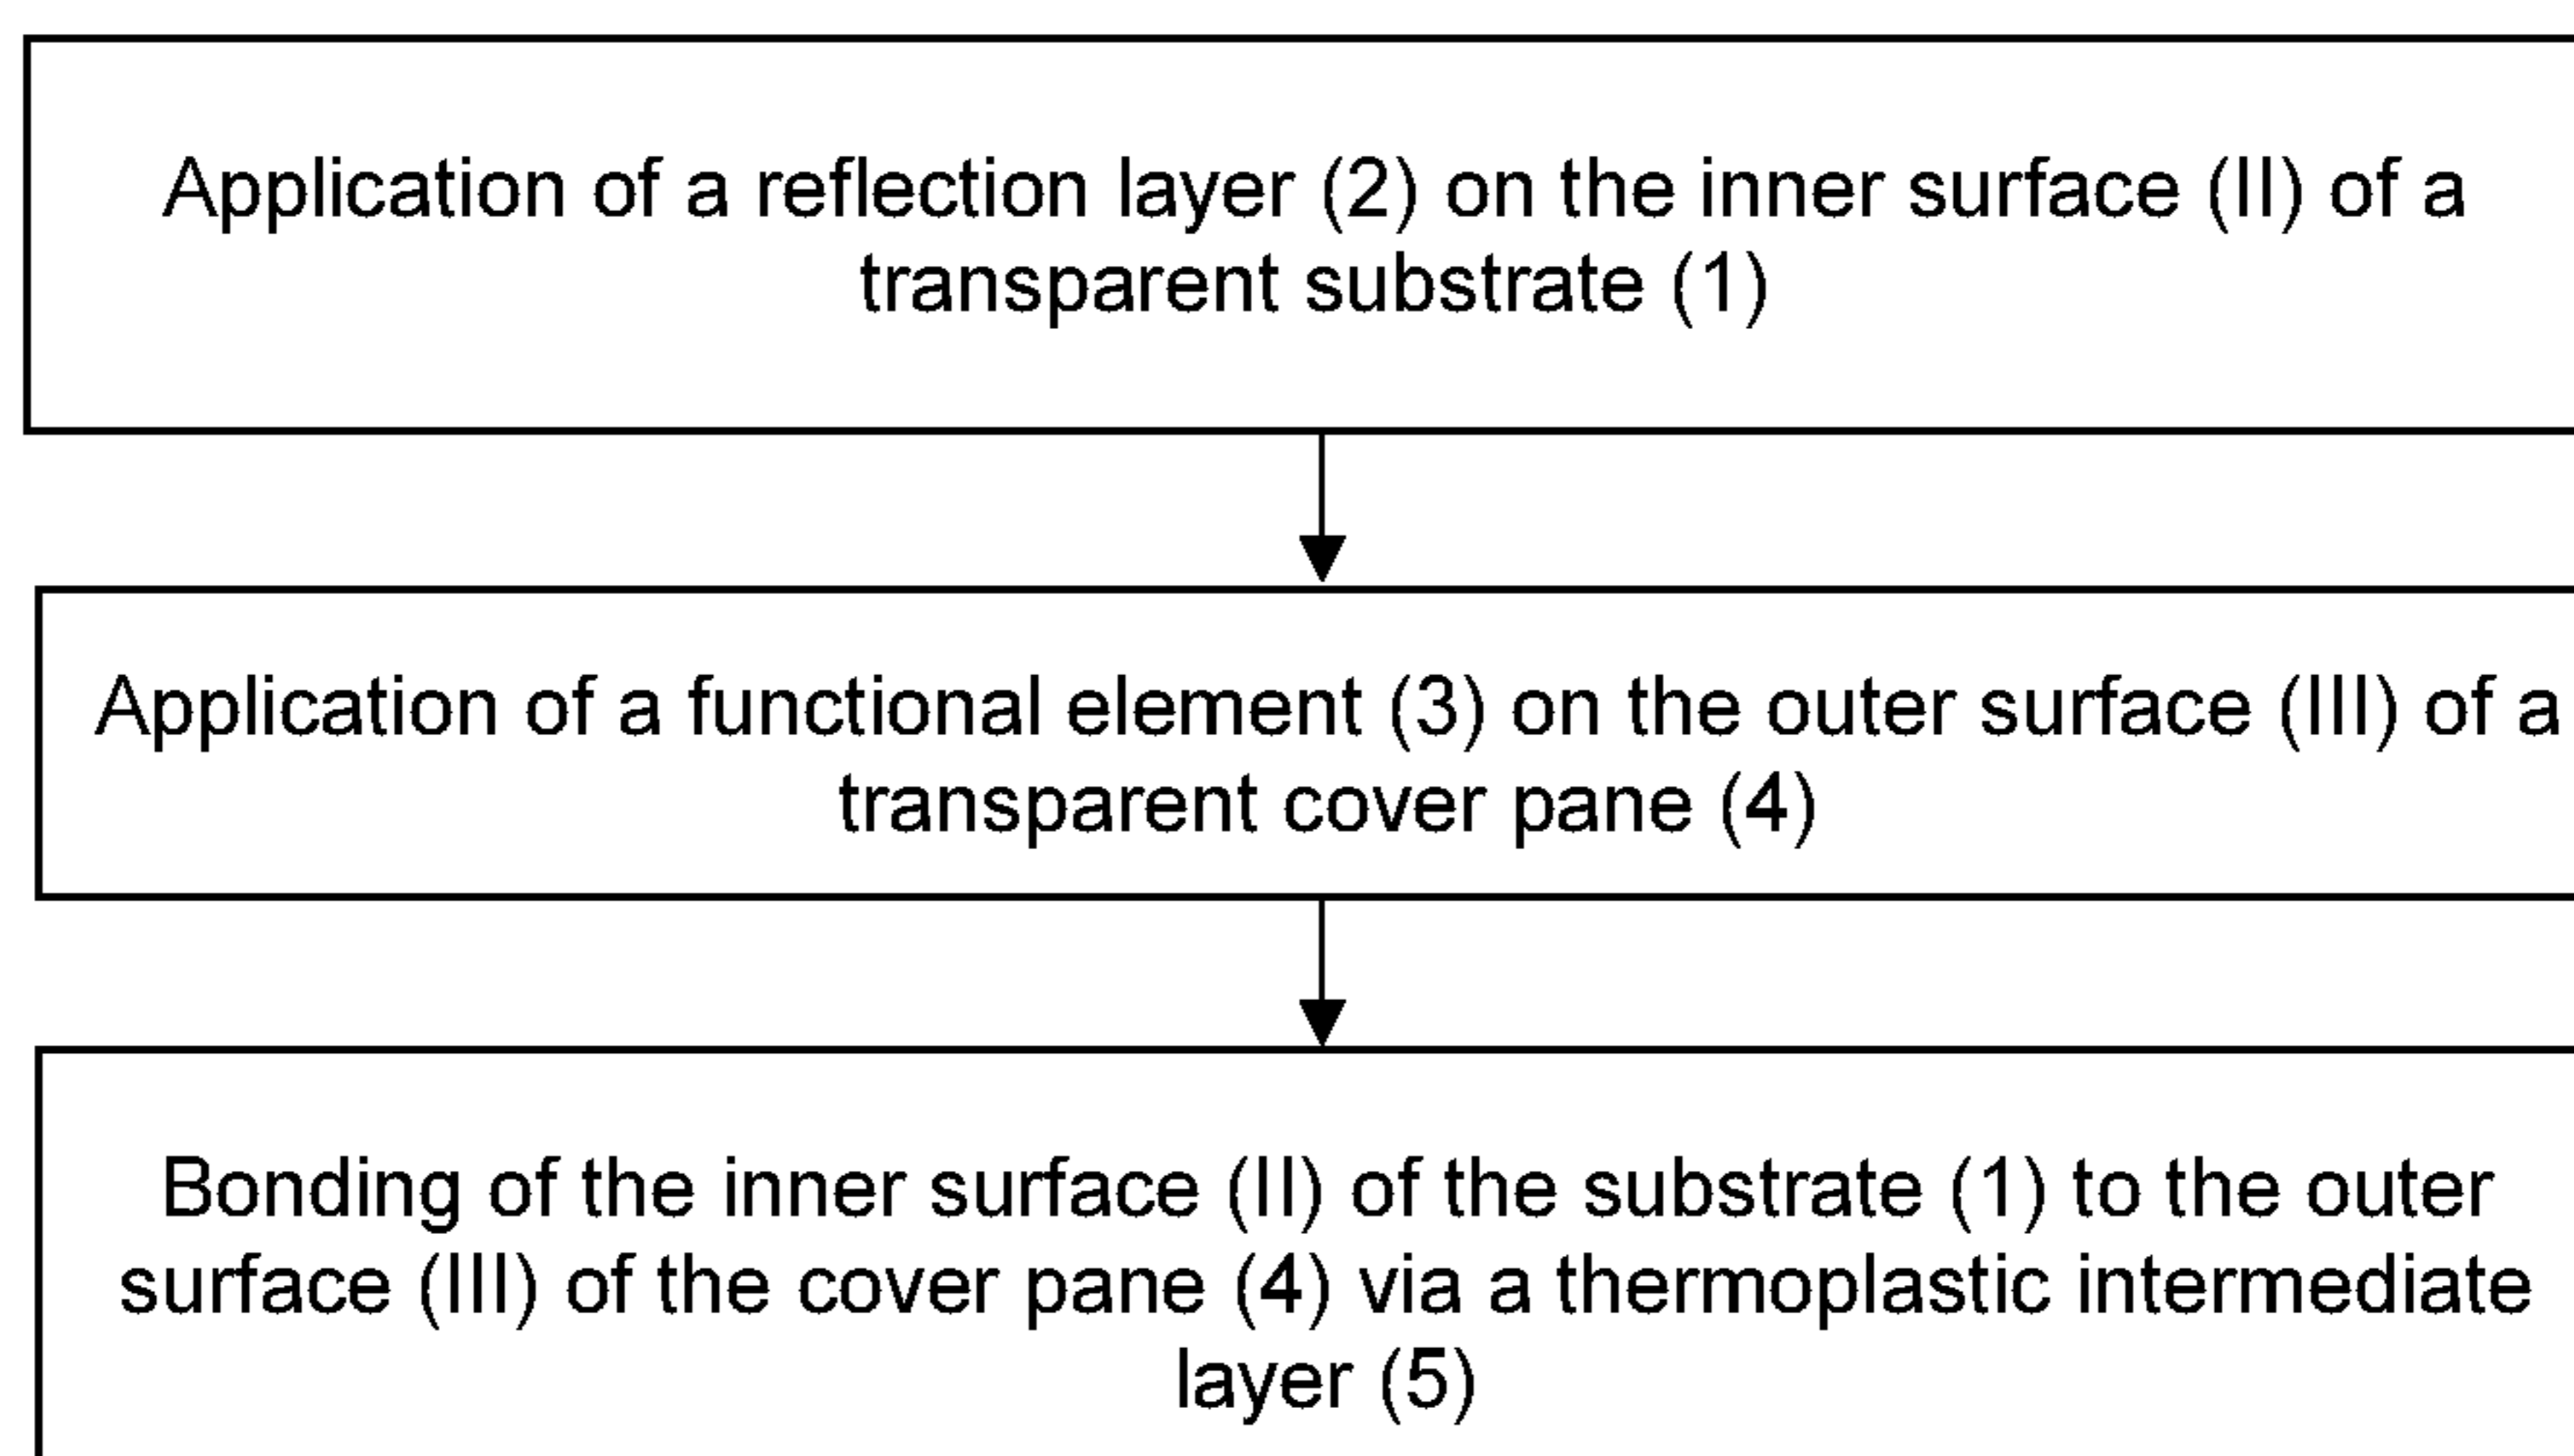 Application of a reflection layer (2) on the inner surface (II) of a
transparent substrate (1)
Application of a functional element (3) on the outer surface (III) of a
transparent cover pane (4)
Bonding of the inner surface (II) of the substrate (1) to the outer
surface (III) of the cover pane (4) via a thermoplastic intermediate
layer (5)